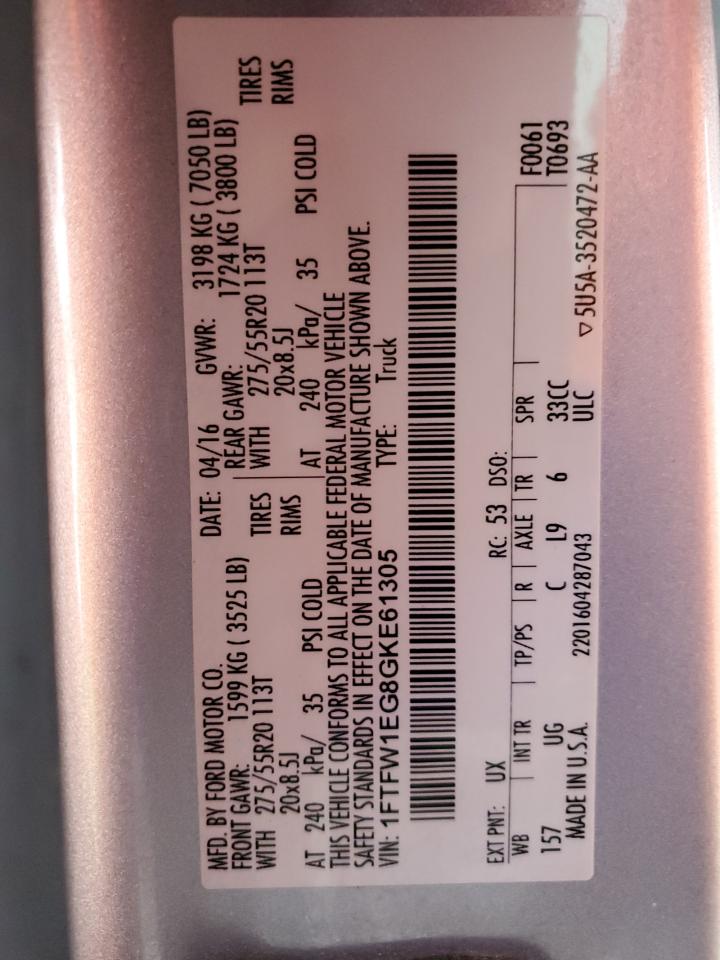 MFD. BY FORD MOTOR CO.
DATE: 04/16 GVWR: 3198 KG ( 7050 LB)
FRONT GAWR: 1599 KG ( 3525 LB)
REAR GAWR: 1724 KG ( 3800 LB)
WITH 275/55R20 113T TIRES
WITH 275/55R20 113T TIRES
20x8.5J RIMS
20x8.5J RIMS
AT 240 kPa/ 35 PSI COLD
AT 240 kPa/ 35 PSI COLD
THIS VEHICLE CONFORMS TO ALL APPLICABLE FEDERAL MOTOR VEHICLE
SAFETY STANDARDS IN EFFECT ON THE DATE OF MANUFACTURE SHOWN ABOVE.
VIN: 1FTFW1EG8GKE61305 TYPE: Truck
EXT PNT: UX RC: 53 DSO:
WB INT TR TP/PS R AXLE TR SPR F0061
157 UG C L9 6 33CC T0693
ULC
MADE IN U.S.A. 2201604287043 ▽5U5A-3520472-AA